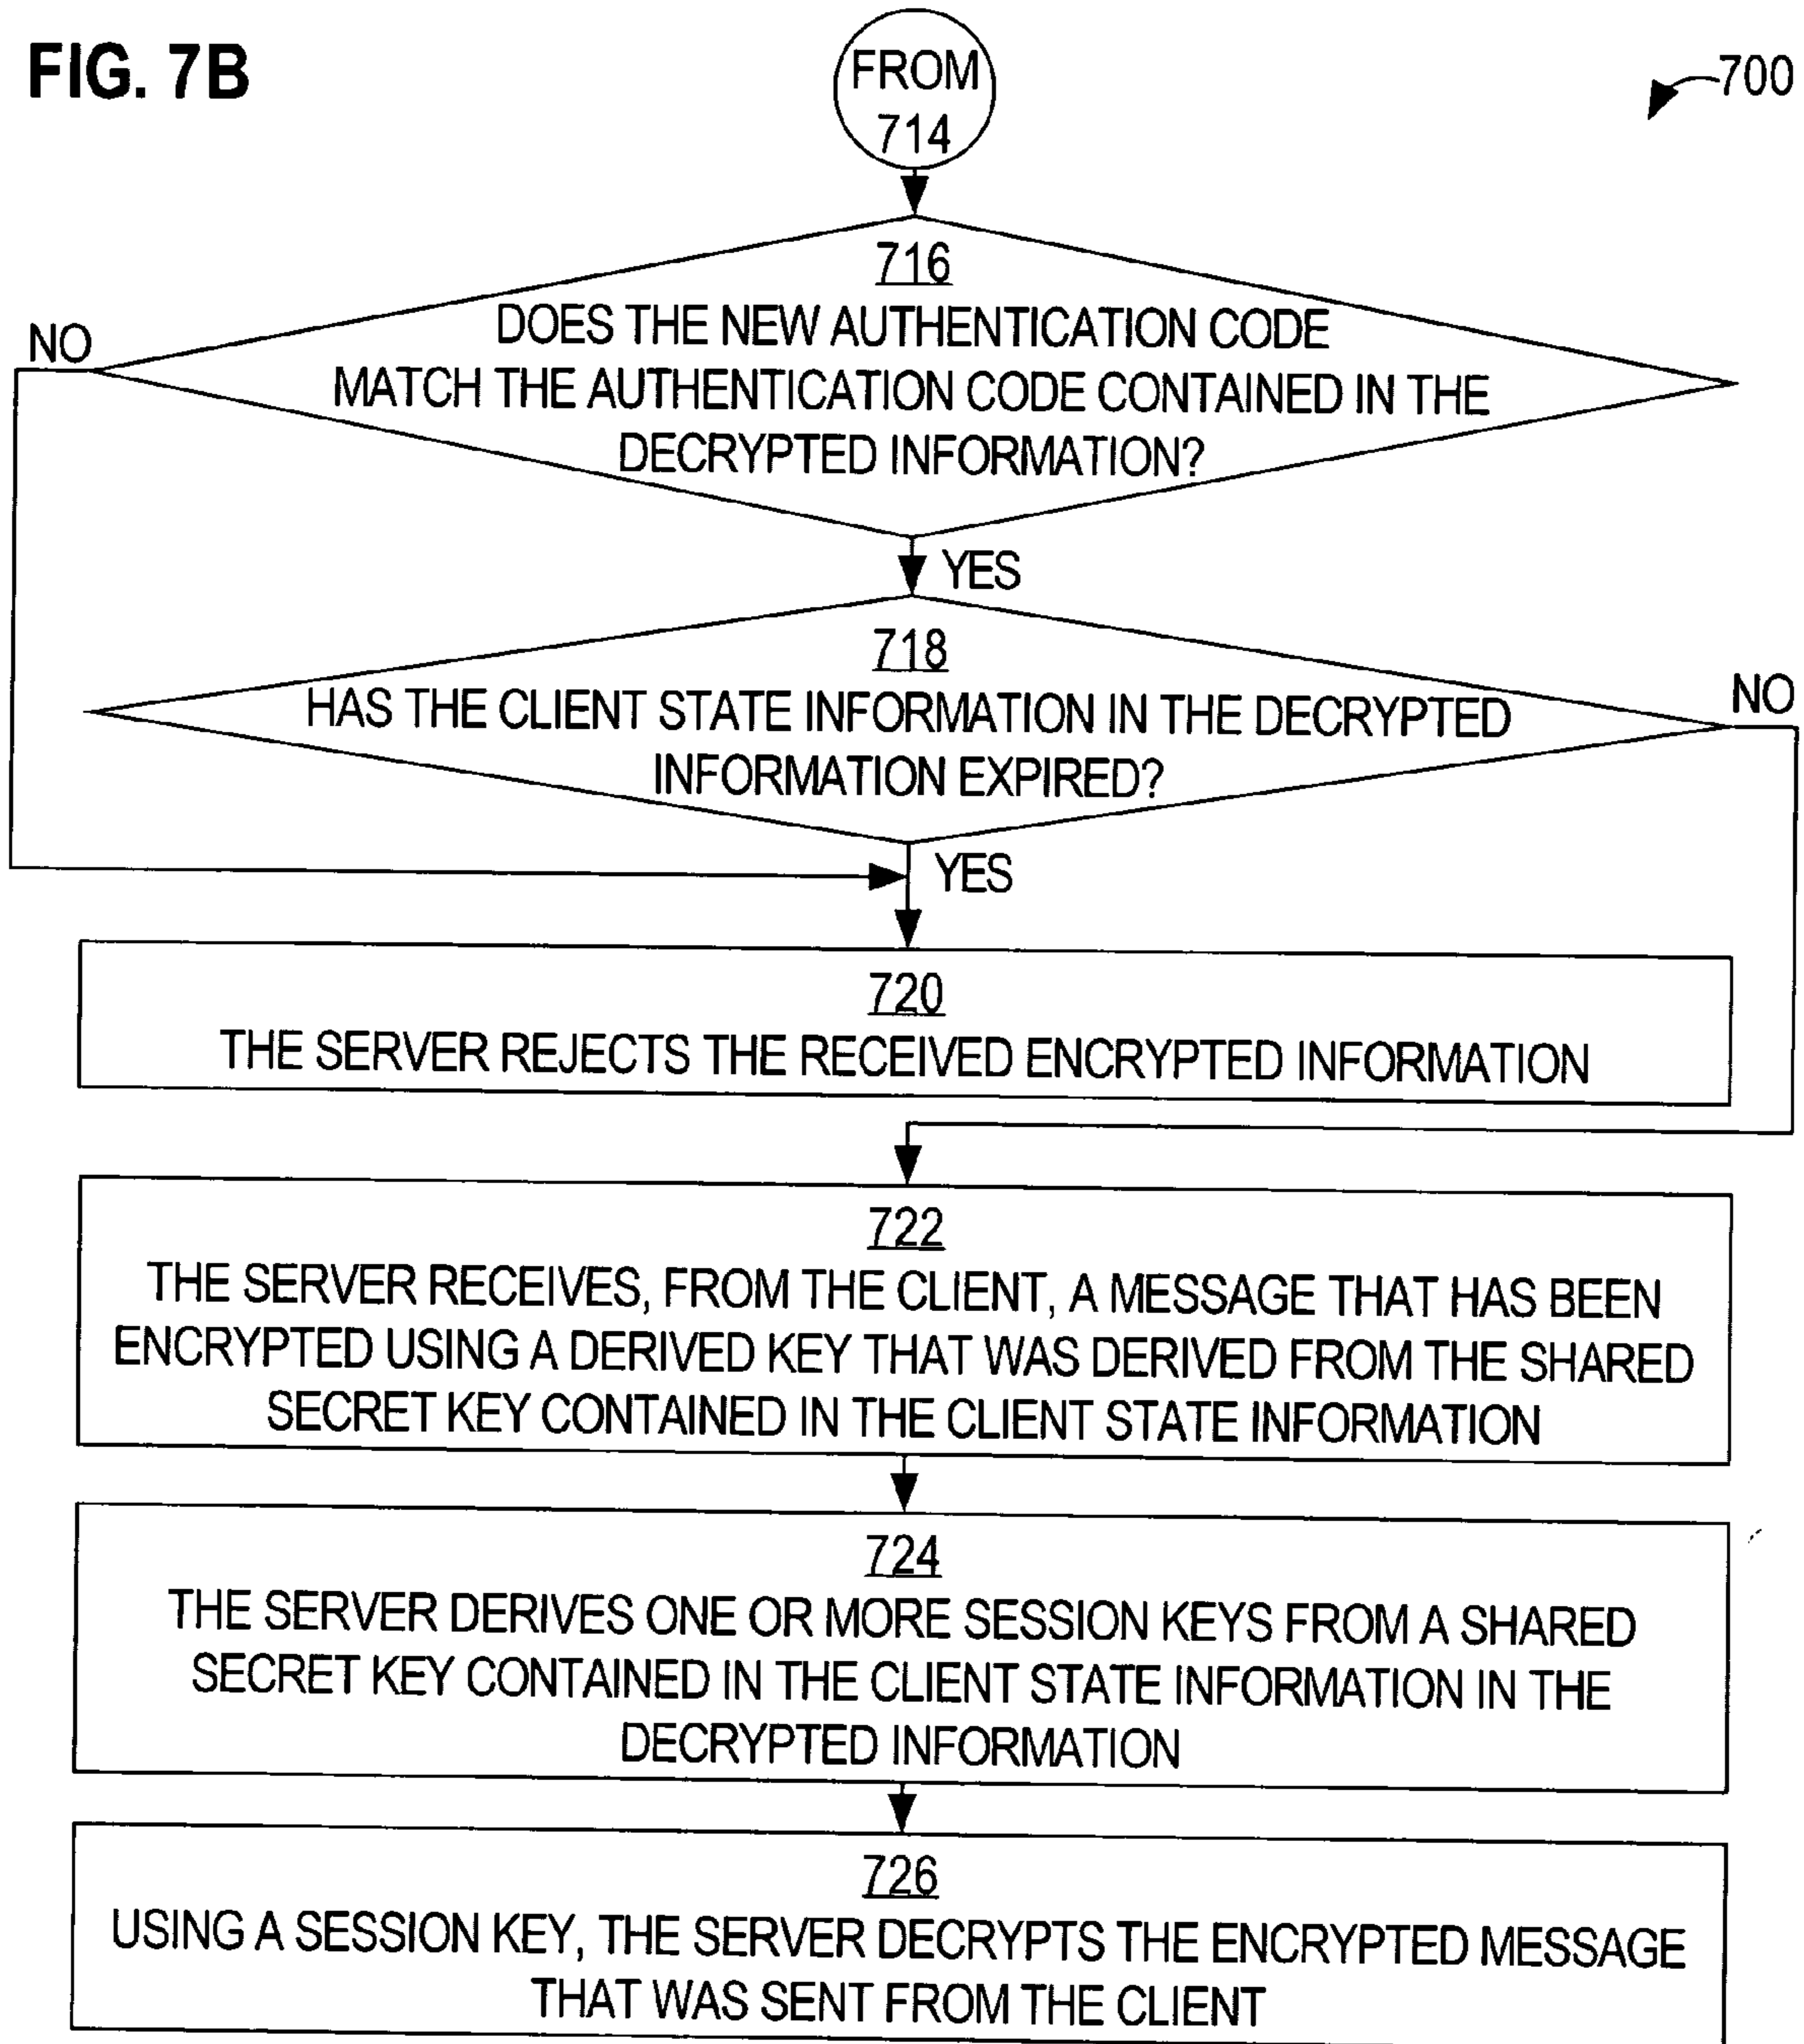 FIG. 7B
FROM
714
700
716
DOES THE NEW AUTHENTICATION CODE
MATCH THE AUTHENTICATION CODE CONTAINED IN THE
DECRYPTED INFORMATION?
NO
YES
718
HAS THE CLIENT STATE INFORMATION IN THE DECRYPTED
INFORMATION EXPIRED?
NO
YES
720
THE SERVER REJECTS THE RECEIVED ENCRYPTED INFORMATION
722
THE SERVER RECEIVES, FROM THE CLIENT, A MESSAGE THAT HAS BEEN
ENCRYPTED USING A DERIVED KEY THAT WAS DERIVED FROM THE SHARED
SECRET KEY CONTAINED IN THE CLIENT STATE INFORMATION
724
THE SERVER DERIVES ONE OR MORE SESSION KEYS FROM A SHARED
SECRET KEY CONTAINED IN THE CLIENT STATE INFORMATION IN THE
DECRYPTED INFORMATION
726
USING A SESSION KEY, THE SERVER DECRYPTS THE ENCRYPTED MESSAGE
THAT WAS SENT FROM THE CLIENT